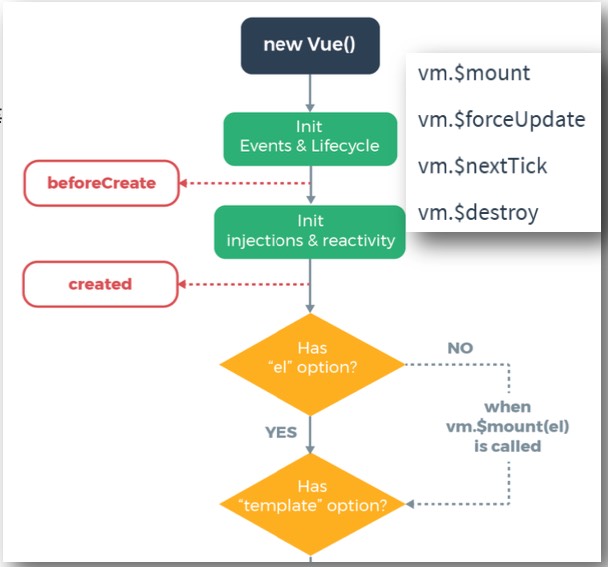 new Vue()
vm.$mount
vm.$forceUpdate
vm.$nextTick
vm.$destroy
Init
Events & Lifecycle
beforeCreate
Init
injections & reactivity
created
Has
“el” option?
NO
YES
when
vm.$mount(el)
is called
Has
“template” option?